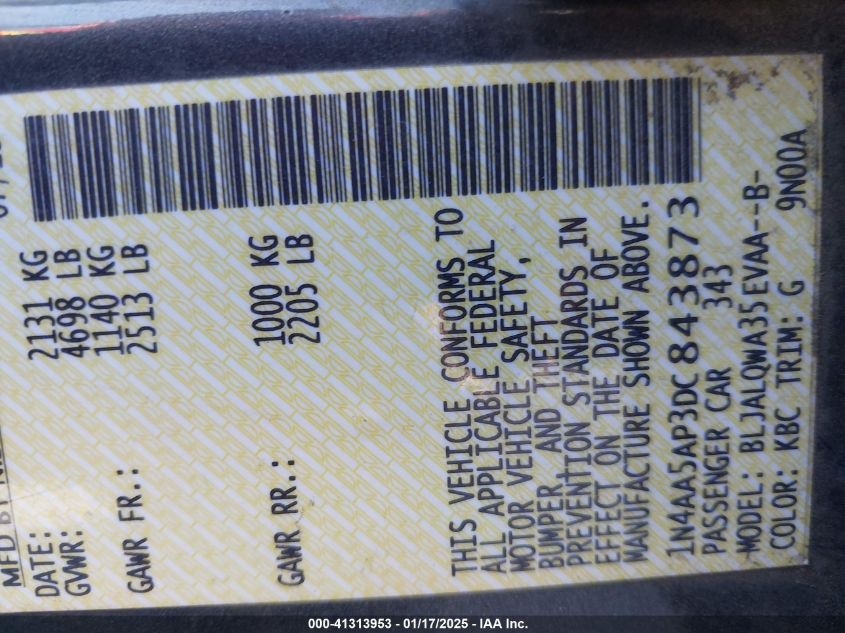 DATE:
GVWR: 2131 KG
4698 LB
GAWR FR.: 1140 KG
2513 LB
GAWR RR.: 1000 KG
2205 LB
THIS VEHICLE CONFORMS TO
ALL APPLICABLE FEDERAL
MOTOR VEHICLE SAFETY,
BUMPER, AND THEFT
PREVENTION STANDARDS IN
EFFECT ON THE DATE OF
MANUFACTURE SHOWN ABOVE.
1N4AA5AP3DC843873
PASSENGER CAR 343
MODEL: BLJALQWA35EVAA--B-
COLOR: KBC TRIM: G 9N00A
000-41313953 - 01/17/2025 - IAA Inc.